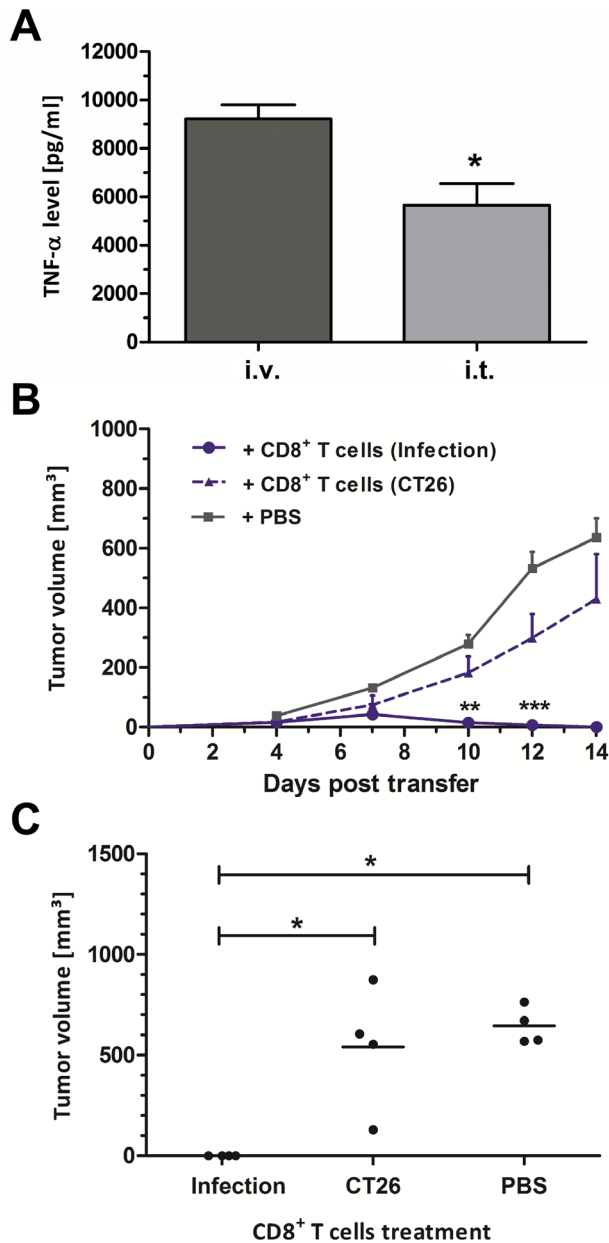 A
TNF-α level [pg/ml]
12000
10000
8000
6000
4000
2000
0
*
i.v.
i.t.
B
Tumor volume [mm³]
1000
800
600
400
200
0
+ CD8⁺ T cells (Infection)
+ CD8⁺ T cells (CT26)
+ PBS
** ***
0 2 4 6 8 10 12 14
Days post transfer
C
Tumor volume [mm³]
1500
1000
500
0
*
*
Infection CT26 PBS
CD8⁺ T cells treatment